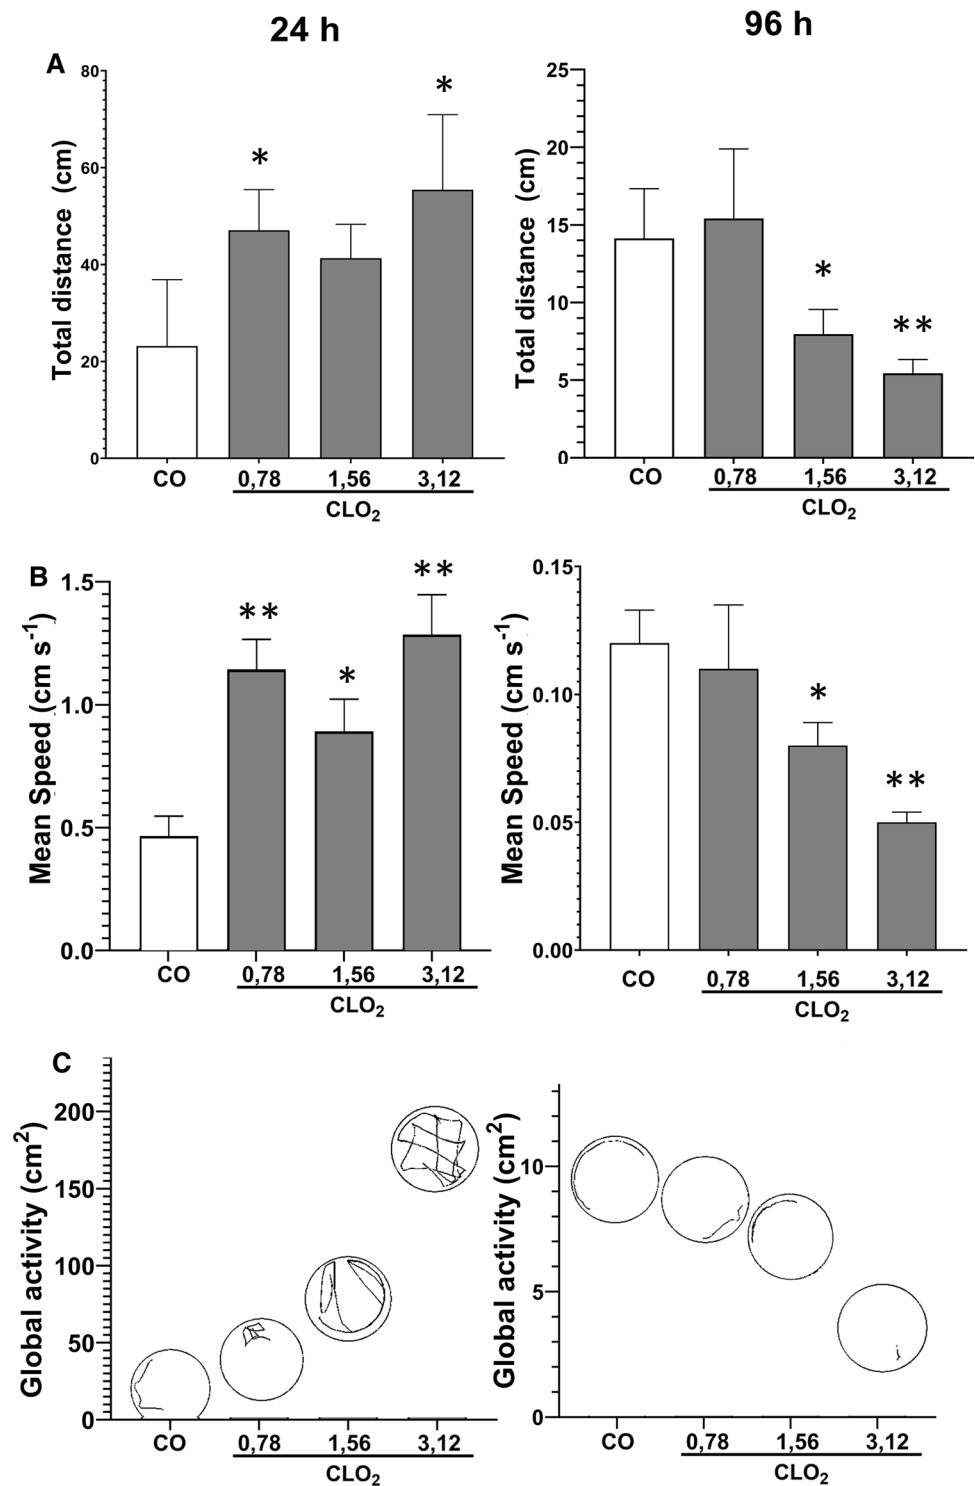 24 h
96 h
A
Total distance (cm)
80
60
40
20
0
*
*
CO
0,78
1,56
3,12
CLO₂
Total distance (cm)
25
20
15
10
5
0
*
**
CO
0,78
1,56
3,12
CLO₂
B
Mean Speed (cm s⁻¹)
1.5
1.0
0.5
0.0
**
*
**
CO
0,78
1,56
3,12
CLO₂
Mean Speed (cm s⁻¹)
0.15
0.10
0.05
0.00
*
**
CO
0,78
1,56
3,12
CLO₂
C
Global activity (cm²)
200
150
100
50
0
CO
0,78
1,56
3,12
CLO₂
Global activity (cm²)
10
5
0
CO
0,78
1,56
3,12
CLO₂